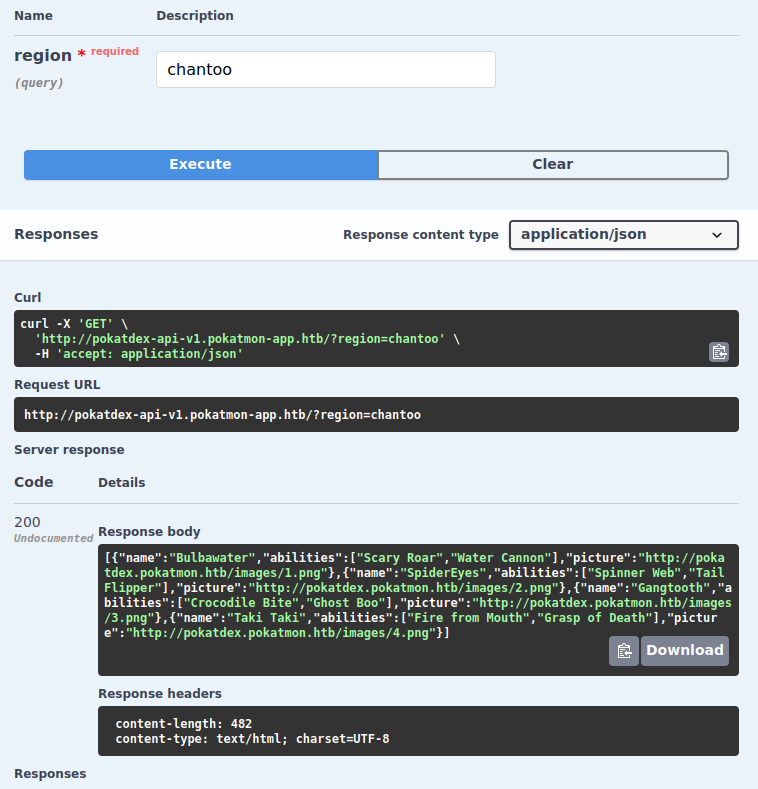 Name Description
region * required
chantoo
(query)
Execute Clear
Responses Response content type application/json
Curl
curl -X 'GET' \
'http://pokatdex-api-v1.pokatmon-app.htb/?region=chantoo' \
-H 'accept: application/json'
Request URL
http://pokatdex-api-v1.pokatmon-app.htb/?region=chantoo
Server response
Code Details
200
Undocumented
Response body
[{"name":"Bulbawater","abilities":["Scary Roar","Water Cannon"],"picture":"http://poka
tdex.pokatmon.htb/images/1.png"},{"name":"SpiderEyes","abilities":["Spinner Web","Tail
Flipper"],"picture":"http://pokatdex.pokatmon.htb/images/2.png"},{"name":"Gangtooth","a
bilities":["Crocodile Bite","Ghost Boo"],"picture":"http://pokatdex.pokatmon.htb/images
/3.png"},{"name":"Taki Taki","abilities":["Fire from Mouth","Grasp of Death"],"pictur
e":"http://pokatdex.pokatmon.htb/images/4.png"}]
Download
Response headers
content-length: 482
content-type: text/html; charset=UTF-8
Responses